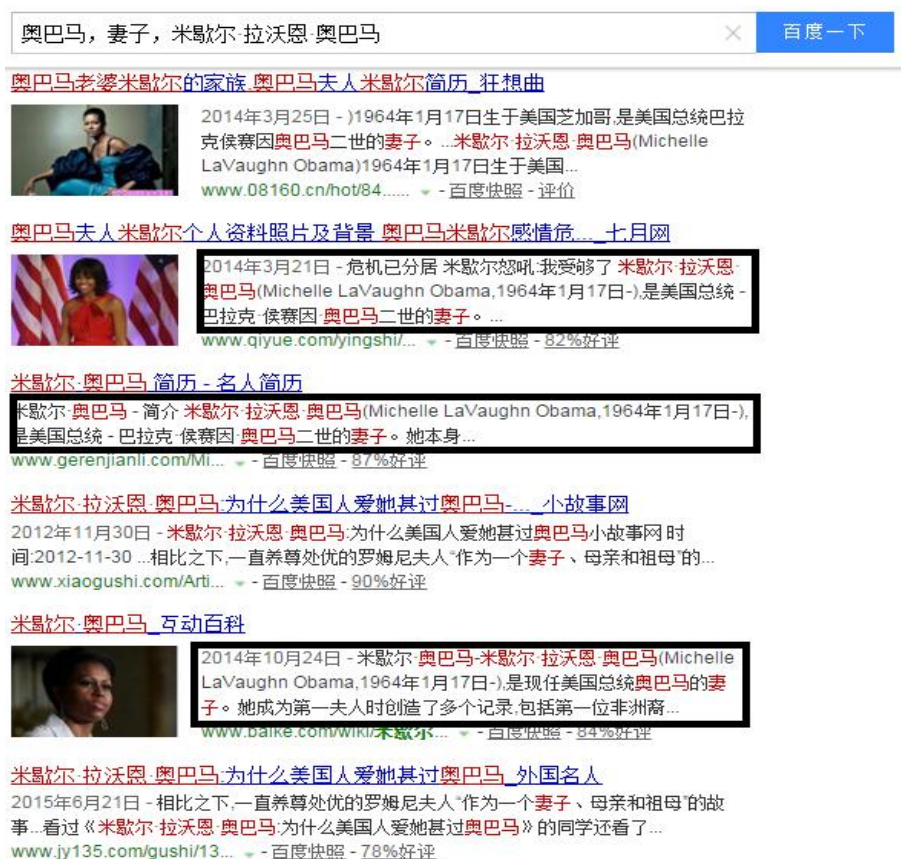 奥巴马，妻子，米歇尔·拉沃恩·奥巴马
百度一下
奥巴马老婆米歇尔的家族,奥巴马夫人米歇尔简历_狂想曲
2014年3月25日 - )1964年1月17日生于美国芝加哥,是美国总统巴拉
克侯赛因奥巴马二世的妻子。...米歇尔·拉沃恩·奥巴马(Michelle
LaVaughn Obama)1964年1月17日生于美国...
www.08160.cn/hot/84...... - 百度快照 - 评价
奥巴马夫人米歇尔个人资料照片及背景 奥巴马米歇尔感情危..._七月网
2014年3月21日 - 危机已分居 米歇尔怒吼:我受够了 米歇尔·拉沃恩·
奥巴马(Michelle LaVaughn Obama,1964年1月17日-),是美国总统 -
巴拉克·侯赛因·奥巴马二世的妻子。...
www.qiyue.com/yingshi/... - 百度快照 - 82%好评
米歇尔·奥巴马 简历 - 名人简历
米歇尔·奥巴马 - 简介 米歇尔·拉沃恩·奥巴马(Michelle LaVaughn Obama,1964年1月17日-),
是美国总统 - 巴拉克·侯赛因·奥巴马二世的妻子。她本身...
www.gerenjianli.com/Mi... - 百度快照 - 87%好评
米歇尔·拉沃恩·奥巴马:为什么美国人爱她甚过奥巴马-..._小故事网
2012年11月30日 - 米歇尔·拉沃恩·奥巴马:为什么美国人爱她甚过奥巴马小故事网 时
间:2012-11-30 ...相比之下,一直养尊处优的罗姆尼夫人“作为一个妻子、母亲和祖母”的...
www.xiaogushi.com/Arti... - 百度快照 - 90%好评
米歇尔·奥巴马_互动百科
2014年10月24日 - 米歇尔·奥巴马-米歇尔·拉沃恩·奥巴马(Michelle
LaVaughn Obama,1964年1月17日-),是现任美国总统奥巴马的妻
子。她成为第一夫人时创造了多个记录,包括第一位非洲裔...
www.baike.com/wiki/米歇尔... - 百度快照 - 84%好评
米歇尔·拉沃恩·奥巴马:为什么美国人爱她甚过奥巴马_外国名人
2015年6月21日 - 相比之下,一直养尊处优的罗姆尼夫人“作为一个妻子、母亲和祖母”的故
事...看过《米歇尔·拉沃恩·奥巴马:为什么美国人爱她甚过奥巴马》的同学还看了...
www.jy135.com/gushi/13... - 百度快照 - 78%好评